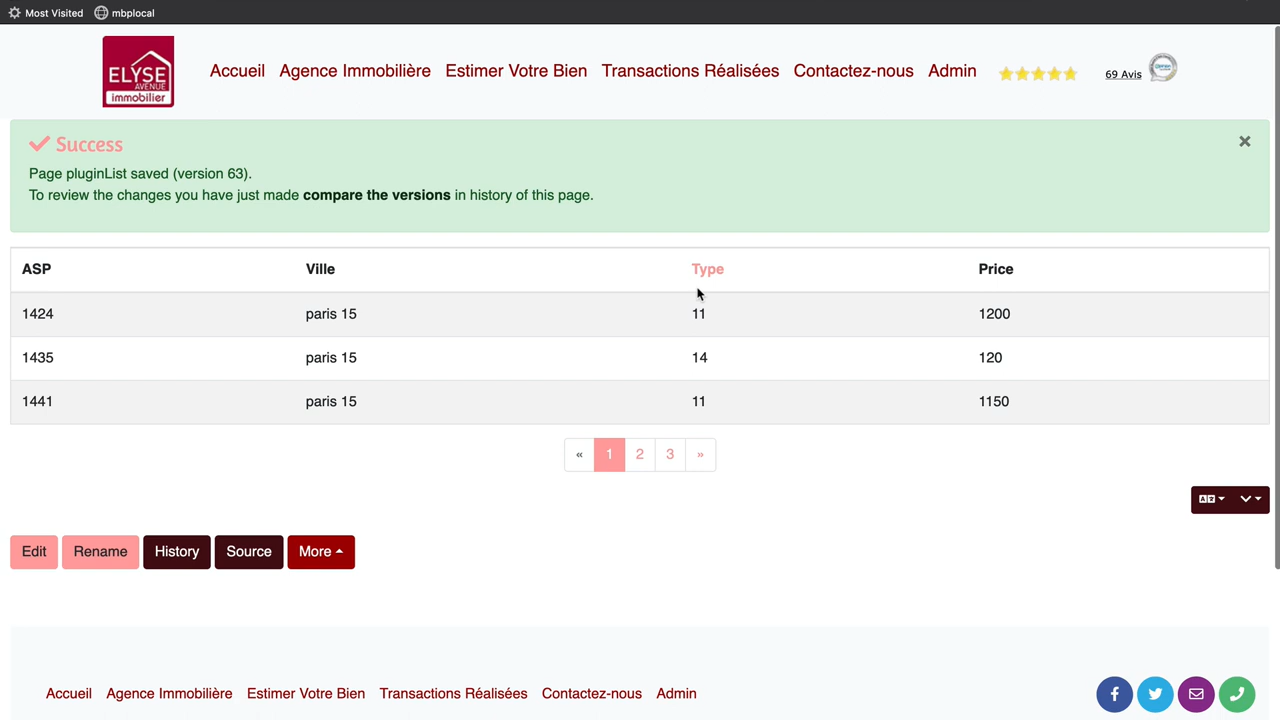 Most Visited mbplocal
ELYSE
AVENUE
immobilier
Accueil Agence Immobilière Estimer Votre Bien Transactions Réalisées Contactez-nous Admin 69 Avis
Success
Page pluginList saved (version 63).
To review the changes you have just made compare the versions in history of this page.
ASP Ville Type Price
1424 paris 15 11 1200
1435 paris 15 14 120
1441 paris 15 11 1150
« 1 2 3 »
Edit Rename History Source More
Accueil Agence Immobilière Estimer Votre Bien Transactions Réalisées Contactez-nous Admin